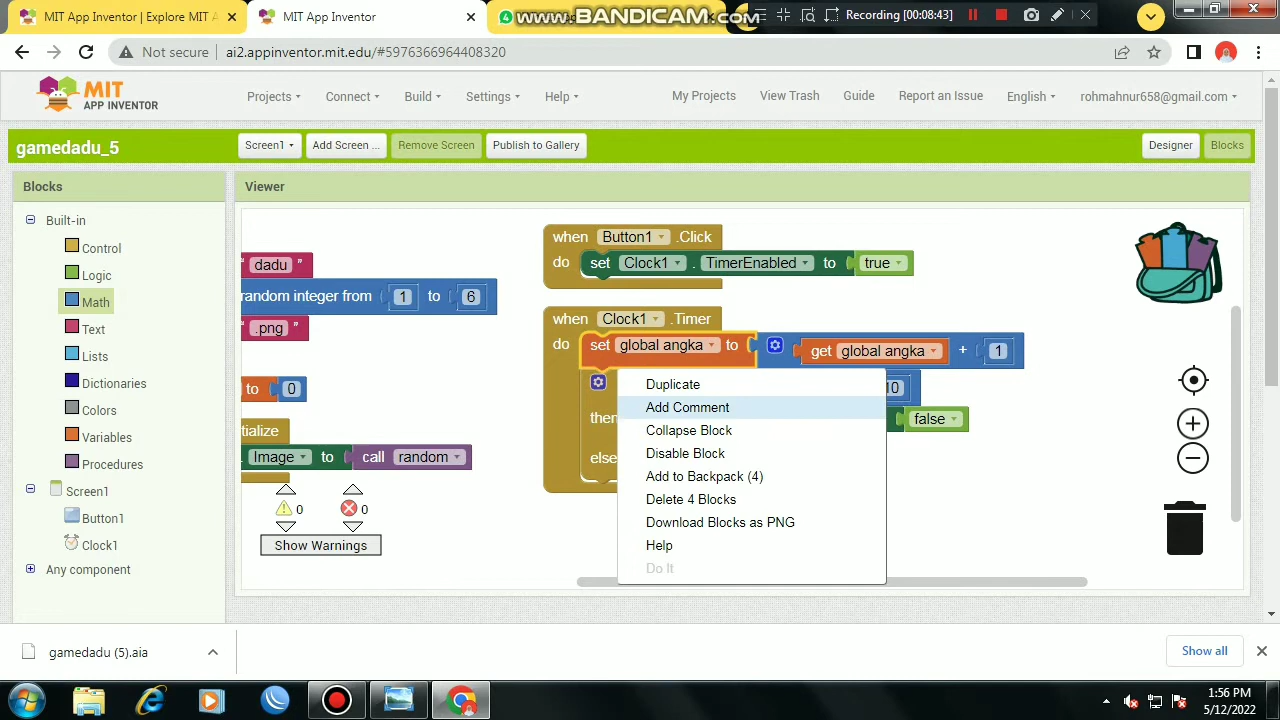 MIT App Inventor | Explore MIT A
MIT App Inventor
www.BANDICAM.com
Recording [00:08:43]
Not secure
ai2.appinventor.mit.edu/#5976366964408320
MIT
APP INVENTOR
Projects
Connect
Build
Settings
Help
My Projects
View Trash
Guide
Report an Issue
English
rohmahnur658@gmail.com
gamedadu_5
Screen1
Add Screen ...
Remove Screen
Publish to Gallery
Designer
Blocks
Blocks
Viewer
Built-in
Control
Logic
Math
Text
Lists
Dictionaries
Colors
Variables
Procedures
Screen1
Button1
Clock1
Any component
" dadu "
random integer from 1 to 6
" .png "
to 0
tialize
Image to call random
0
0
Show Warnings
when Button1 .Click
do set Clock1 . TimerEnabled to true
when Clock1 .Timer
do set global angka to get global angka + 1
10
then
false
else
Duplicate
Add Comment
Collapse Block
Disable Block
Add to Backpack (4)
Delete 4 Blocks
Download Blocks as PNG
Help
Do It
gamedadu (5).aia
Show all
1:56 PM
5/12/2022